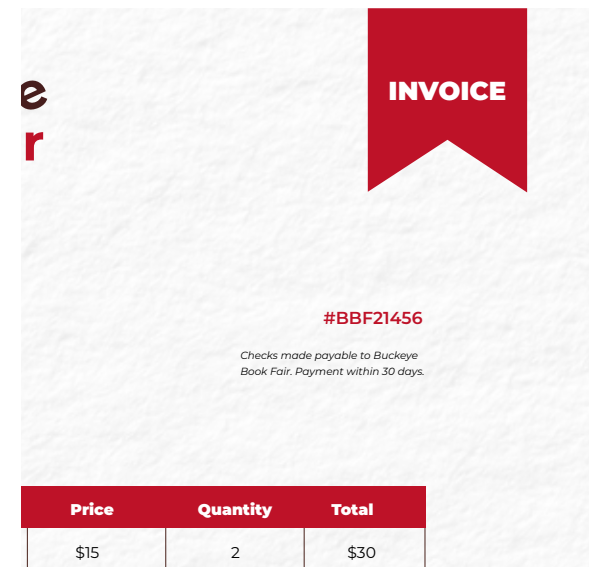 e
r
INVOICE
#BBF21456
Checks made payable to Buckeye
Book Fair. Payment within 30 days.
Price Quantity Total
$15 2 $30